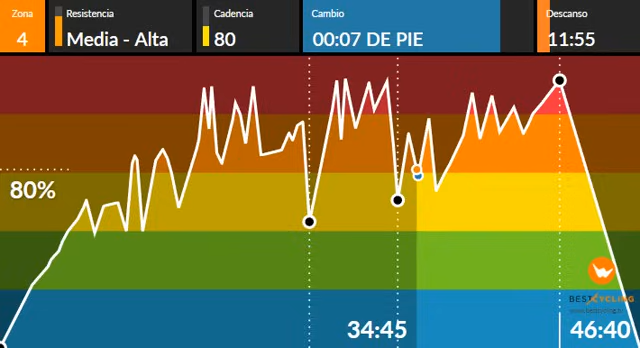 Zona
4
Resistencia
Media - Alta
Cadencia
80
Cambio
00:07 DE PIE
Descanso
11:55
80%
BESTCYCLING
34:45
46:40